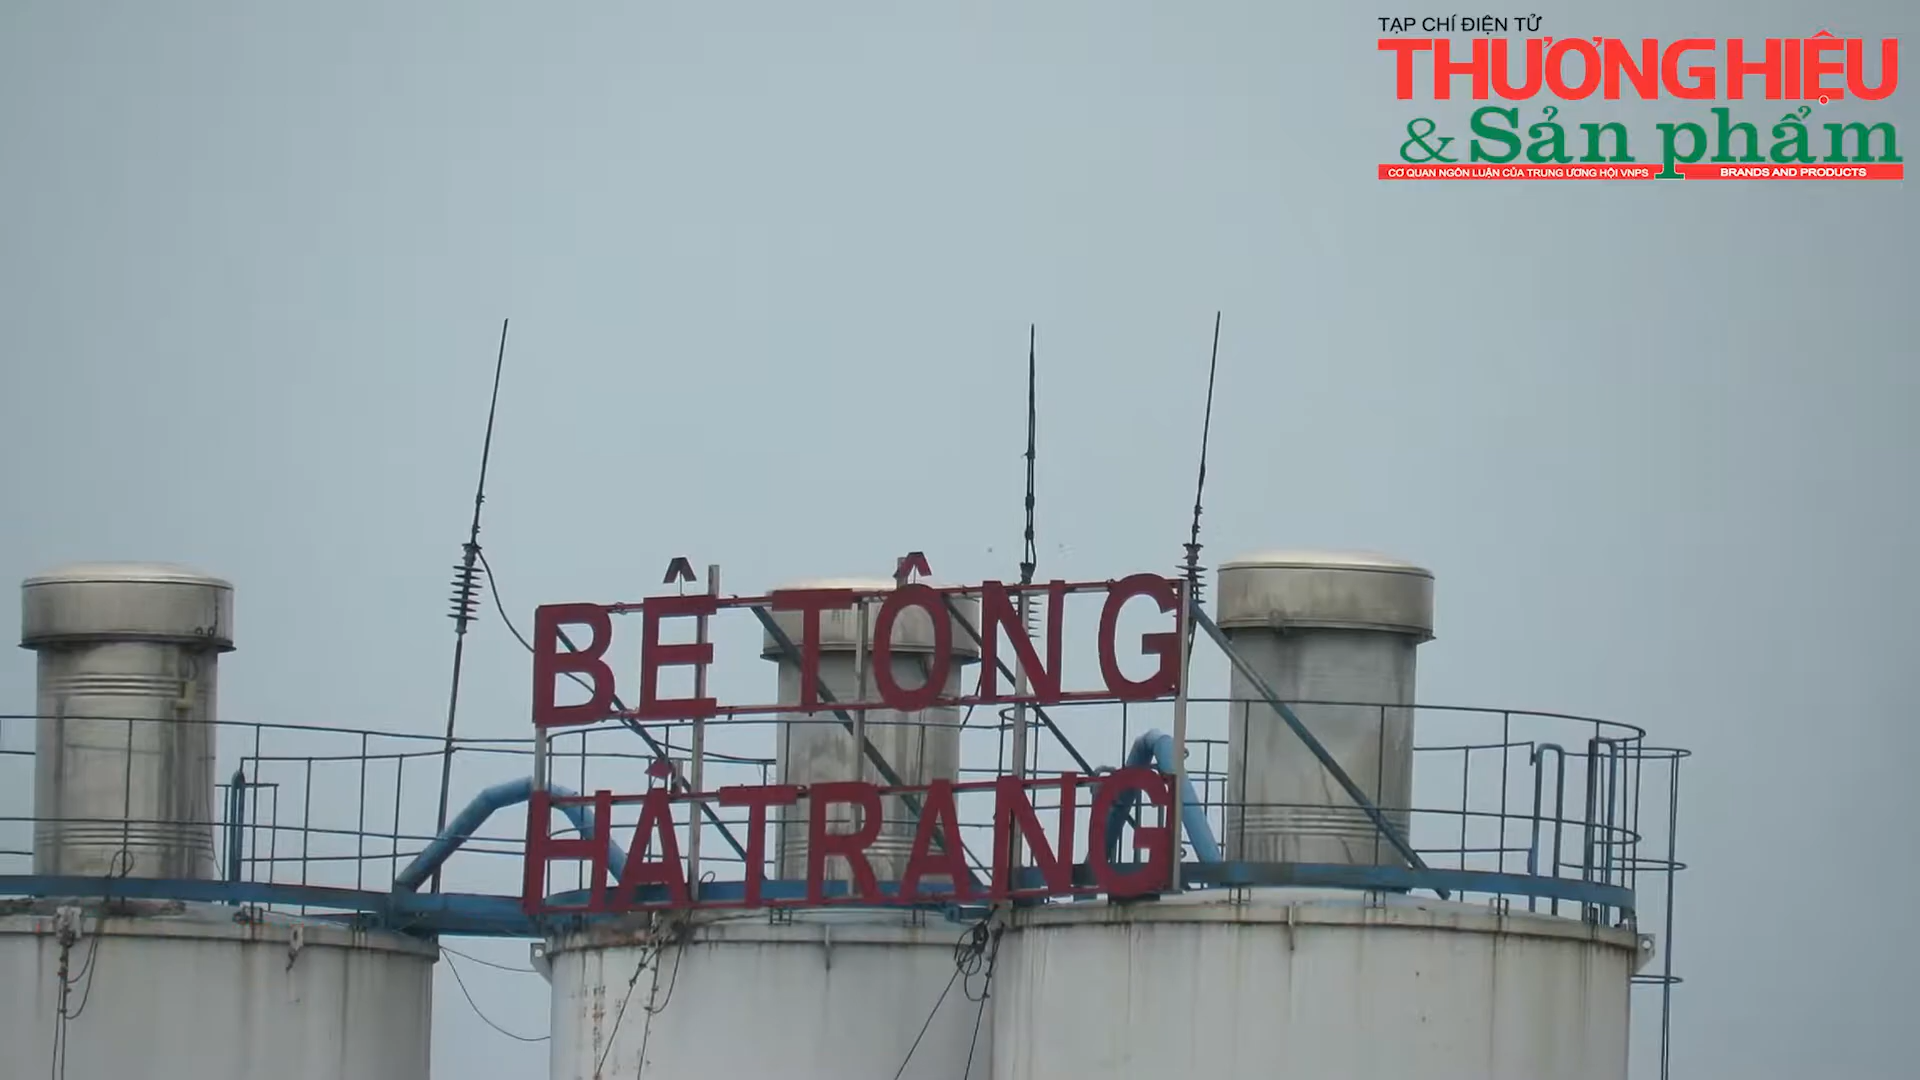 TẠP CHÍ ĐIỆN TỬ
THƯƠNG HIỆU
& Sản phẩm
CƠ QUAN NGÔN LUẬN CỦA TRUNG ƯƠNG HỘI VNPS
BRANDS AND PRODUCTS
BÊ TÔNG
HÀ TRANG